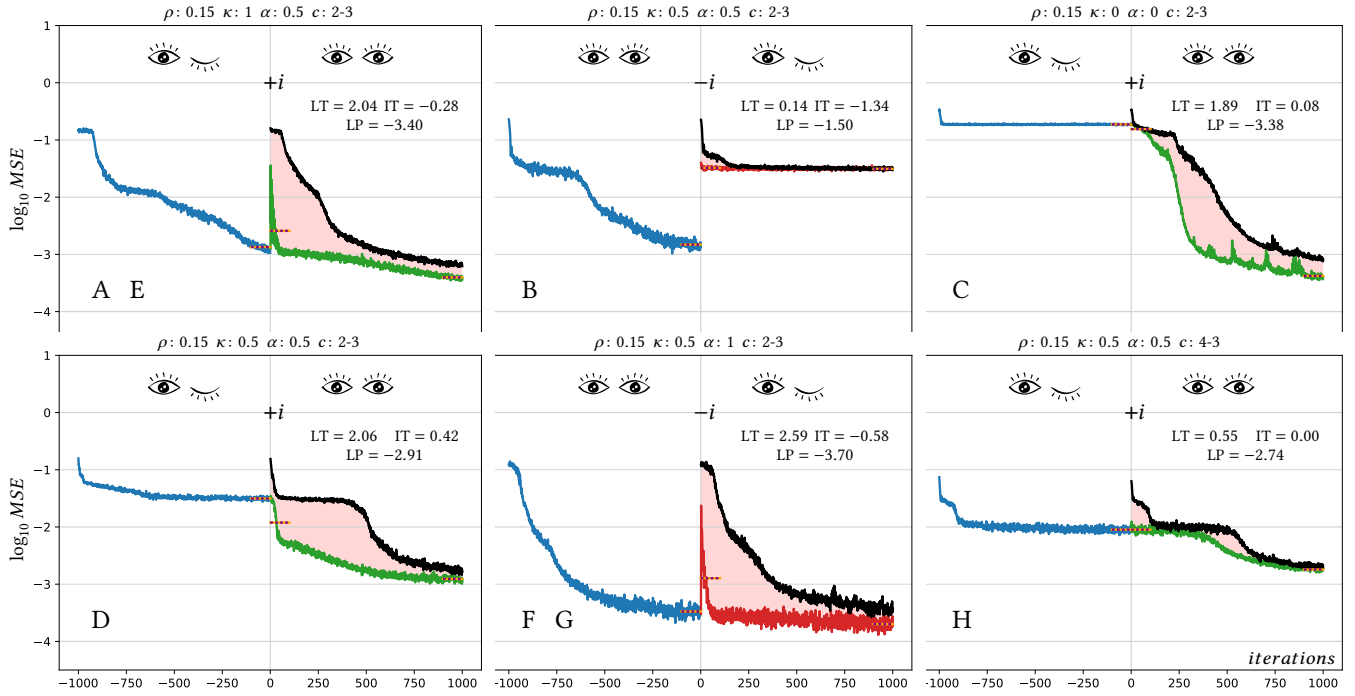 ρ: 0.15 κ: 1 α: 0.5 c: 2-3
ρ: 0.15 κ: 0.5 α: 0.5 c: 2-3
ρ: 0.15 κ: 0 α: 0 c: 2-3
log₁₀ MSE
1
0
−1
−2
−3
−4
+i
LT = 2.04 IT = −0.28
LP = −3.40
A E
−i
LT = 0.14 IT = −1.34
LP = −1.50
B
+i
LT = 1.89 IT = 0.08
LP = −3.38
C
ρ: 0.15 κ: 0.5 α: 0.5 c: 2-3
ρ: 0.15 κ: 0.5 α: 1 c: 2-3
ρ: 0.15 κ: 0.5 α: 0.5 c: 4-3
log₁₀ MSE
1
0
−1
−2
−3
−4
+i
LT = 2.06 IT = 0.42
LP = −2.91
D
−i
LT = 2.59 IT = −0.58
LP = −3.70
F G
+i
LT = 0.55 IT = 0.00
LP = −2.74
H
iterations
−1000 −750 −500 −250 0 250 500 750 1000
-1000 −750 −500 −250 0 250 500 750 1000
-1000 −750 −500 −250 0 250 500 750 1000